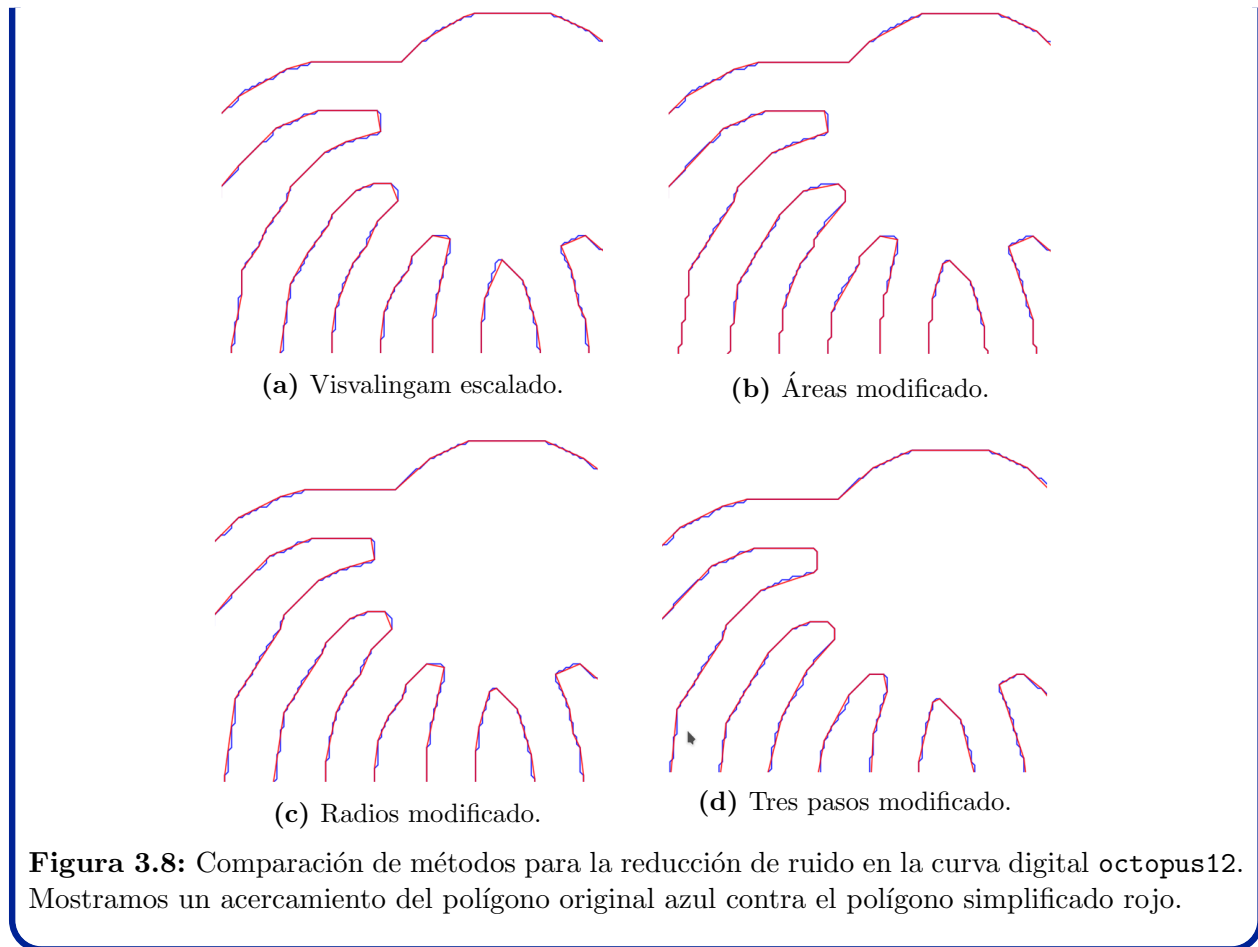 (a) Visvalingam escalado.
(b) Áreas modificado.
(c) Radios modificado.
(d) Tres pasos modificado.
Figura 3.8: Comparación de métodos para la reducción de ruido en la curva digital octopus12.
Mostramos un acercamiento del polígono original azul contra el polígono simplificado rojo.